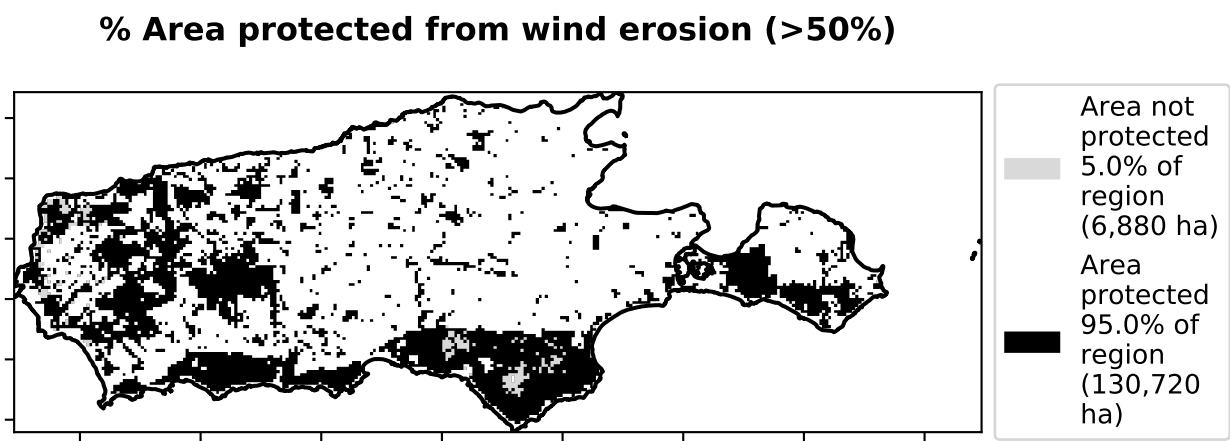 % Area protected from wind erosion (>50%)
Area not
protected
5.0% of
region
(6,880 ha)
Area
protected
95.0% of
region
(130,720
ha)